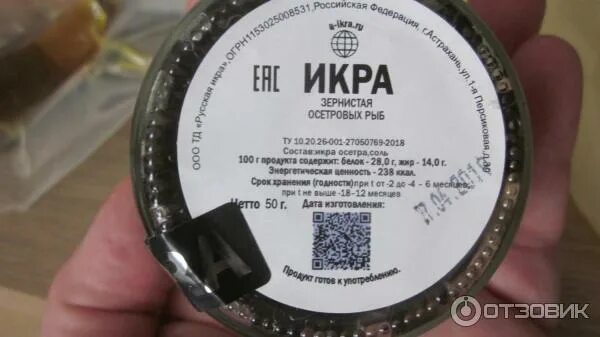 ООО ТД «Русская икра», ОГРН1153025008531, Российская Федерация, г.Астрахань, ул. 1-я Персиковая, д.30
a-ikra.ru
ЕАС ИКРА
ЗЕРНИСТАЯ
ОСЕТРОВЫХ РЫБ
ТУ 10.20.26-001-27050769-2018
Состав:икра осетра,соль
100 г продукта содержит: белок - 28,0 г, жир - 14,0 г.
Энергетическая ценность - 238 ккал.
Срок хранения (годности) при t от -2 до -4 - 6 месяцев,
при t не выше -18-12 месяцев
Нетто 50 г. Дата изготовления:
Продукт готов к употреблению.
А
ОТЗОВИК